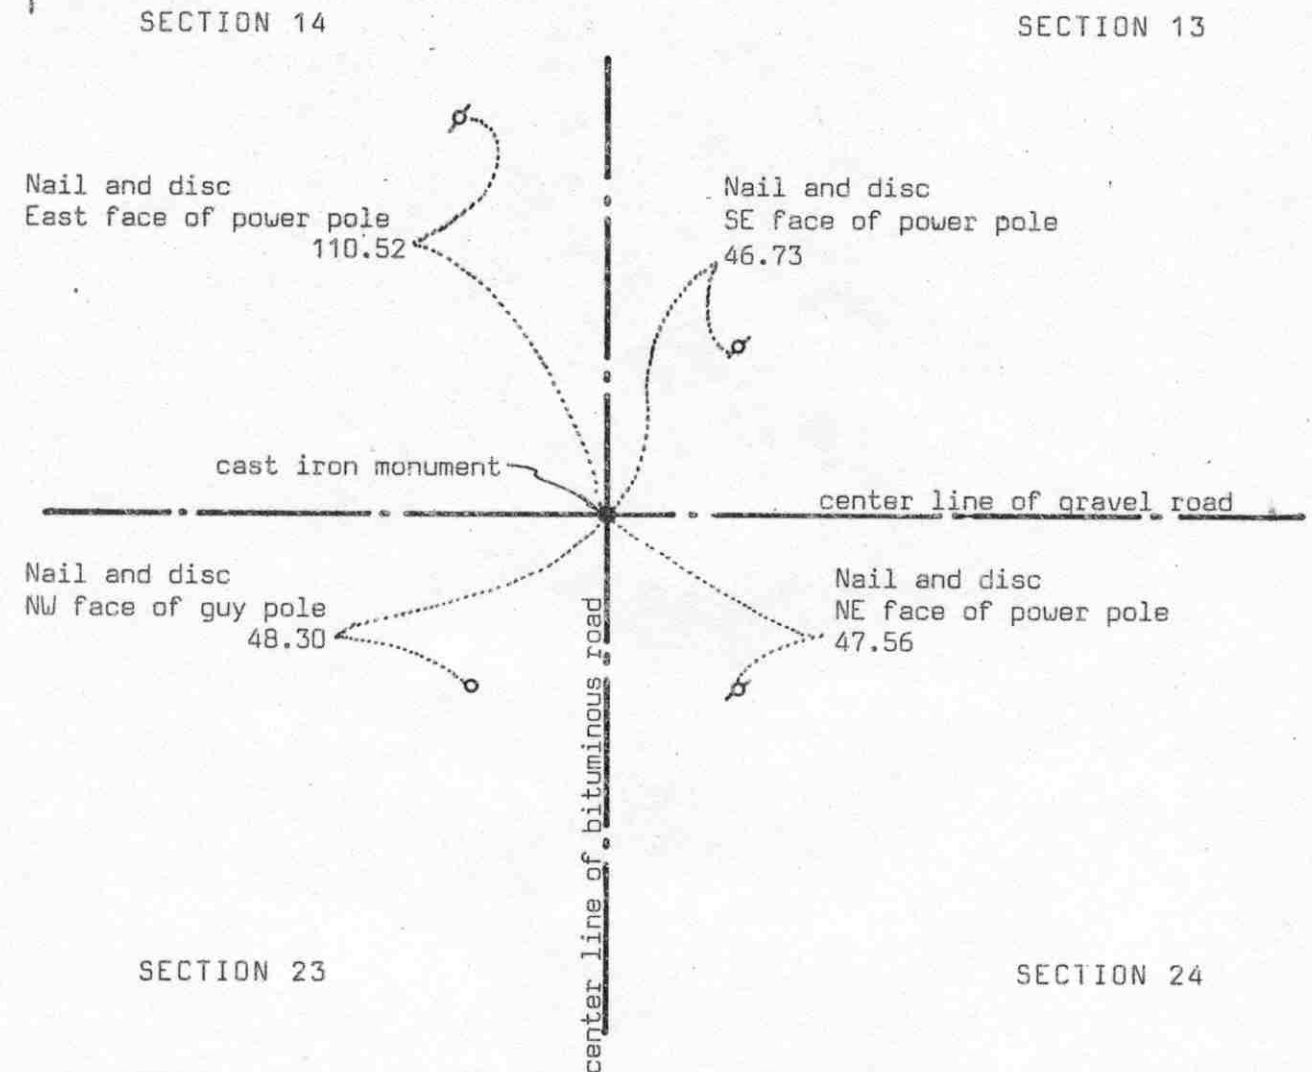 SECTION 14
SECTION 13
Nail and disc
East face of power pole
110.52
Nail and disc
SE face of power pole
46.73
cast iron monument
center line of gravel road
Nail and disc
NW face of guy pole
48.30
Nail and disc
NE face of power pole
47.56
center line of bituminous road
SECTION 23
SECTION 24